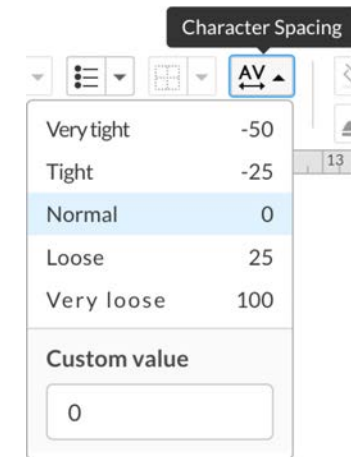 Character Spacing
AV
13
Very tight -50
Tight -25
Normal 0
Loose 25
Very loose 100
Custom value
0